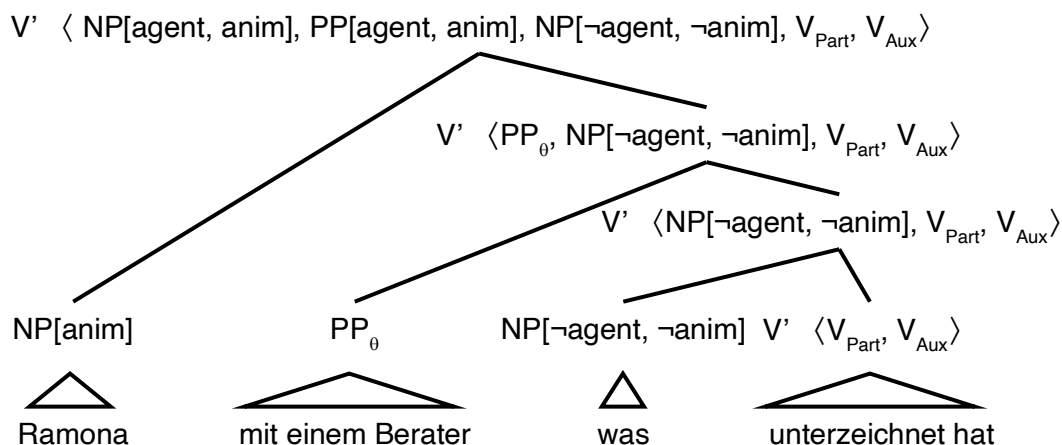 V’ 〈 NP[agent, anim], PP[agent, anim], NP[¬agent, ¬anim], V_Part, V_Aux〉
V’ 〈PP_θ, NP[¬agent, ¬anim], V_Part, V_Aux〉
V’ 〈NP[¬agent, ¬anim], V_Part, V_Aux〉
NP[anim] PP_θ NP[¬agent, ¬anim] V’ 〈V_Part, V_Aux〉
Ramona mit einem Berater was unterzeichnet hat